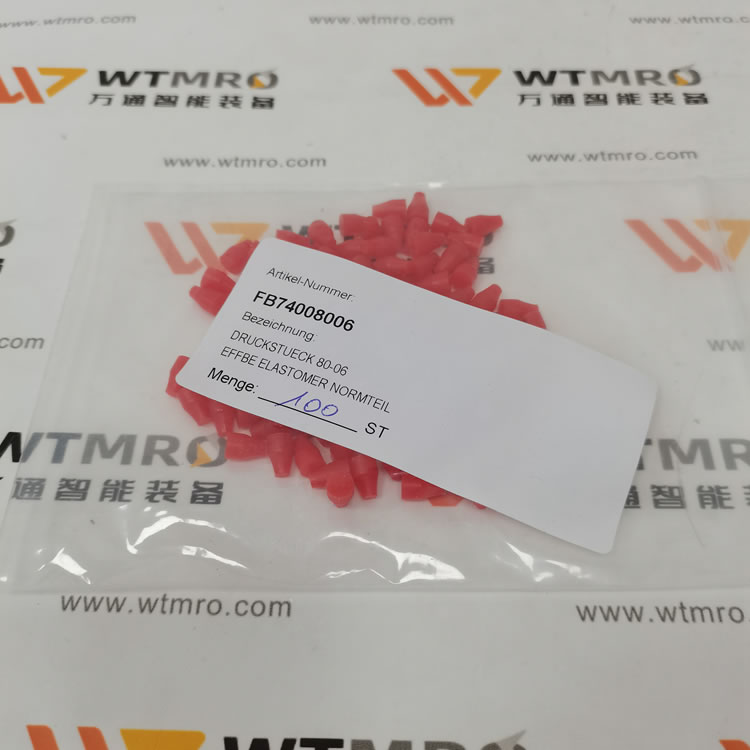 www.wtmro.com
www.wtmro.com
WTMRO
万通智能装备
WTMRO
万通智能装备
www.wtmro.com
www.wtmro.com
Artikel-Nummer:
FB74008006
Bezeichnung:
DRUCKSTUECK 80-06
EFFBE ELASTOMER NORMTEIL
Menge: 100 ST
WTMRO
万通智能装备
www.wtmro.com
www.wtmro.com
WTMRO